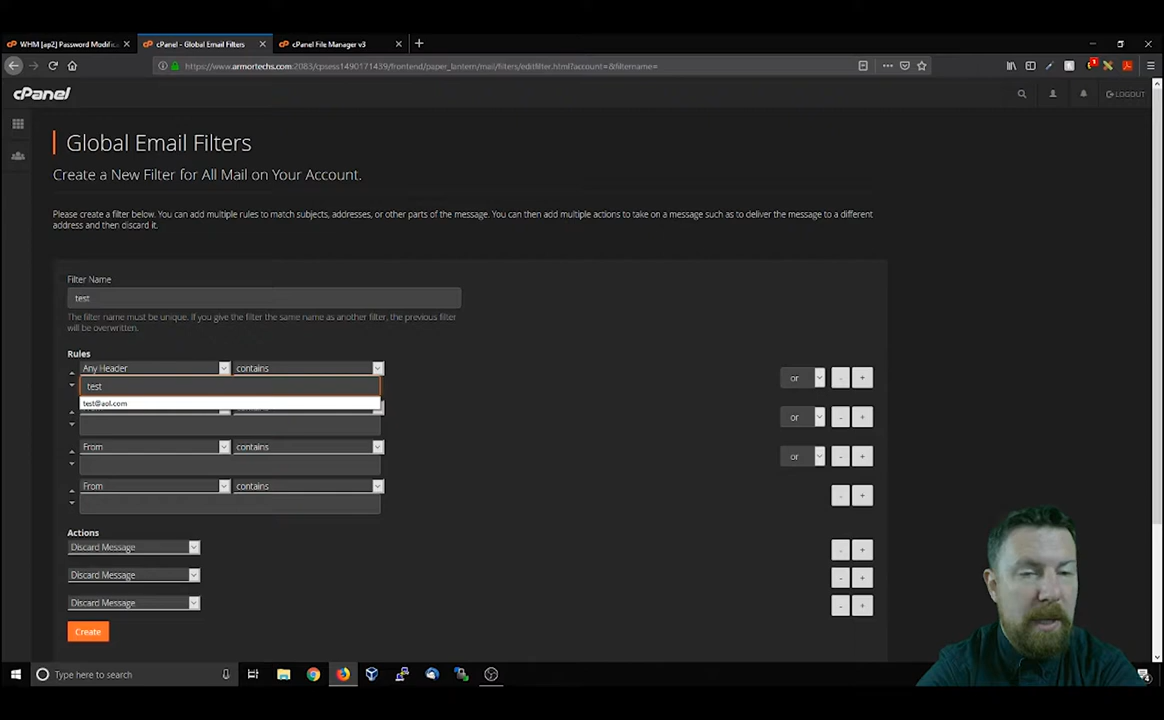 WHM [ap2] Password Modific
cPanel - Global Email Filters
cPanel File Manager v3
https://www.armortechs.com:2083/cpsess1490171439/frontend/paper_lantern/mail/filters/editfilter.html?account=&filtername=
cPanel
LOGOUT
Global Email Filters
Create a New Filter for All Mail on Your Account.
Please create a filter below. You can add multiple rules to match subjects, addresses, or other parts of the message. You can then add multiple actions to take on a message such as to deliver the message to a different
address and then discard it.
Filter Name
test
The filter name must be unique. If you give the filter the same name as another filter, the previous filter
will be overwritten.
Rules
Any Header contains
or - +
test
test@aol.com
or - +
From contains
or - +
From contains
- +
Actions
Discard Message - +
Discard Message - +
Discard Message - +
Create
Type here to search